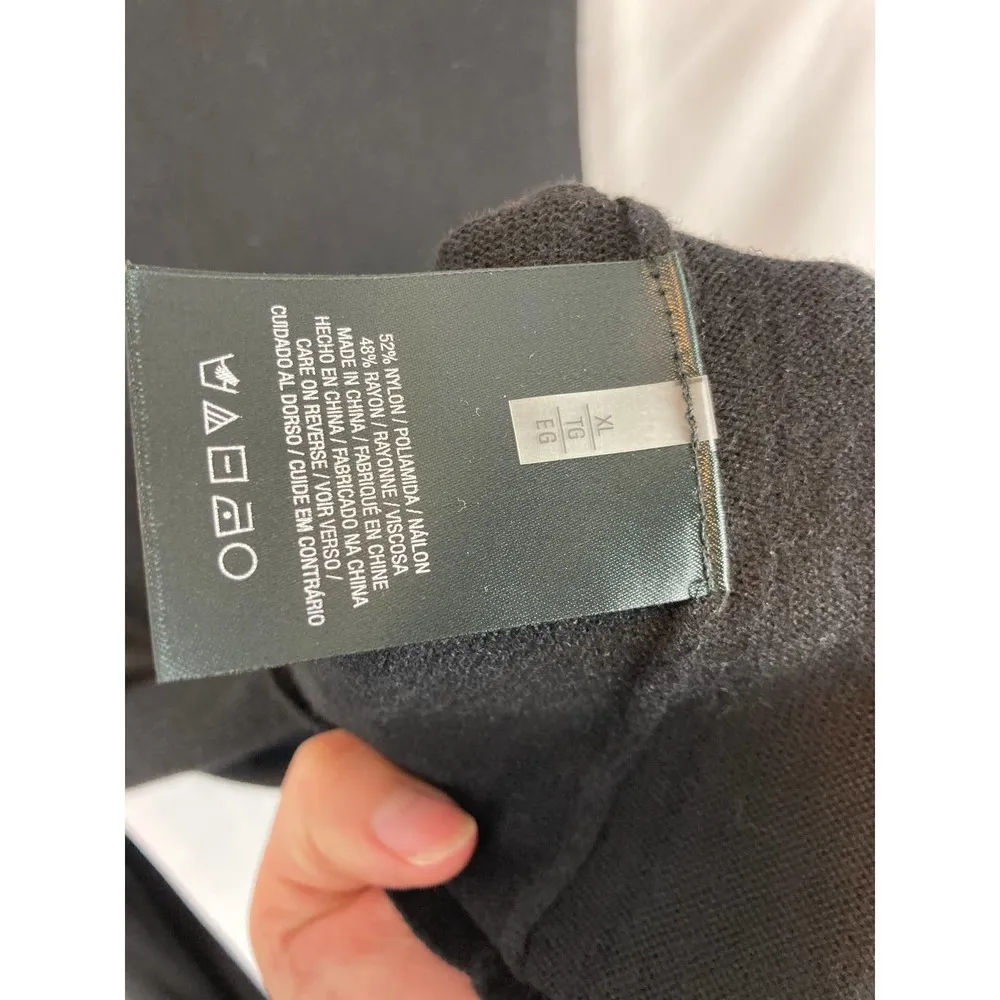 XL
TG
EG
52% NYLON / POLIAMIDA / NÁILON
48% RAYON / RAYONNE / VISCOSA
MADE IN CHINA / FABRIQUÉ EN CHINE
HECHO EN CHINA / FABRICADO NA CHINA
CARE ON REVERSE / VOIR VERSO /
CUIDADO AL DORSO / CUIDE EM CONTRÁRIO